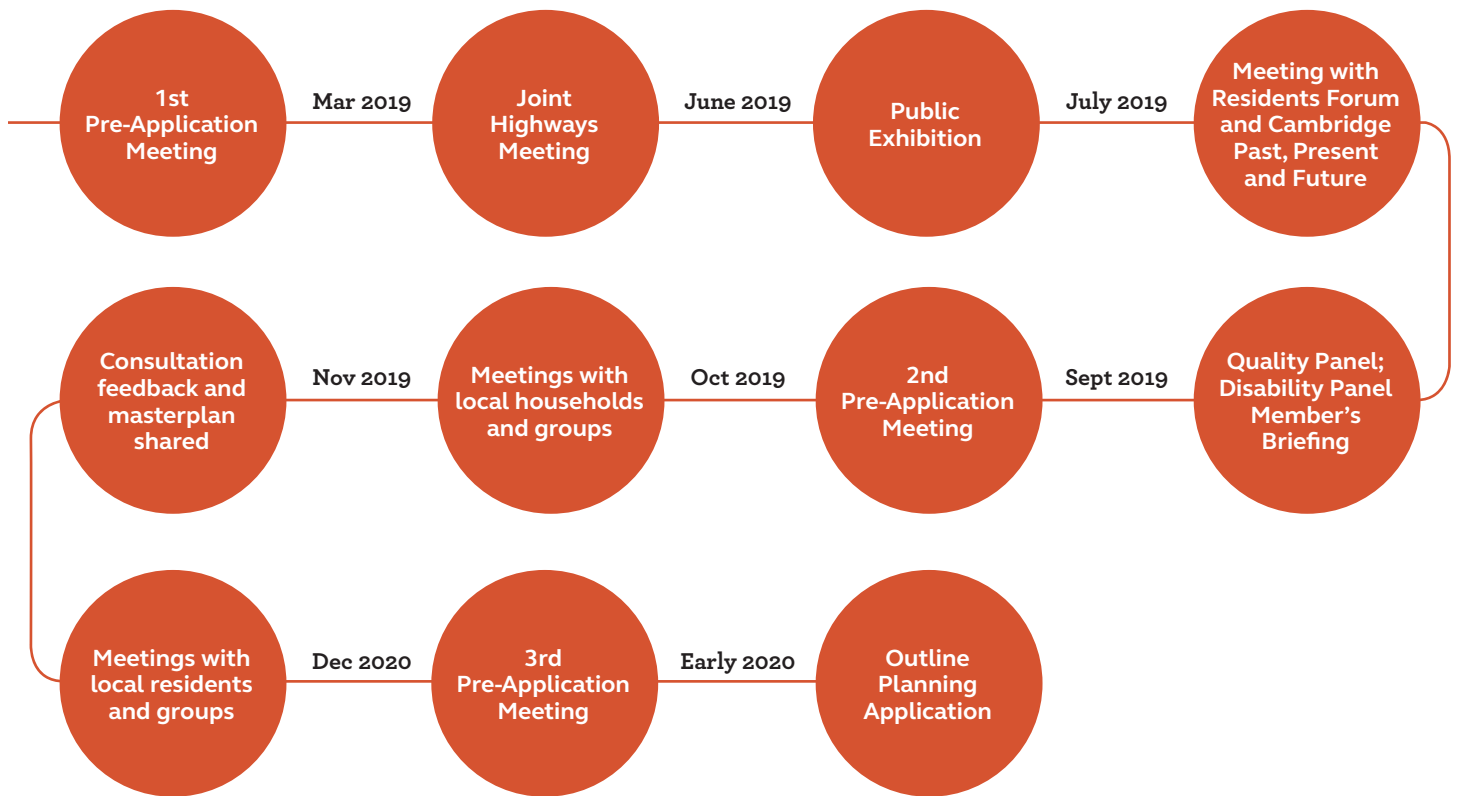 1st
Pre-Application
Meeting
Mar 2019
Joint
Highways
Meeting
June 2019
Public
Exhibition
July 2019
Meeting with
Residents Forum
and Cambridge
Past, Present
and Future
Quality Panel;
Disability Panel
Member’s
Briefing
Sept 2019
2nd
Pre-Application
Meeting
Oct 2019
Meetings with
local households
and groups
Nov 2019
Consultation
feedback and
masterplan
shared
Meetings with
local residents
and groups
Dec 2020
3rd
Pre-Application
Meeting
Early 2020
Outline
Planning
Application